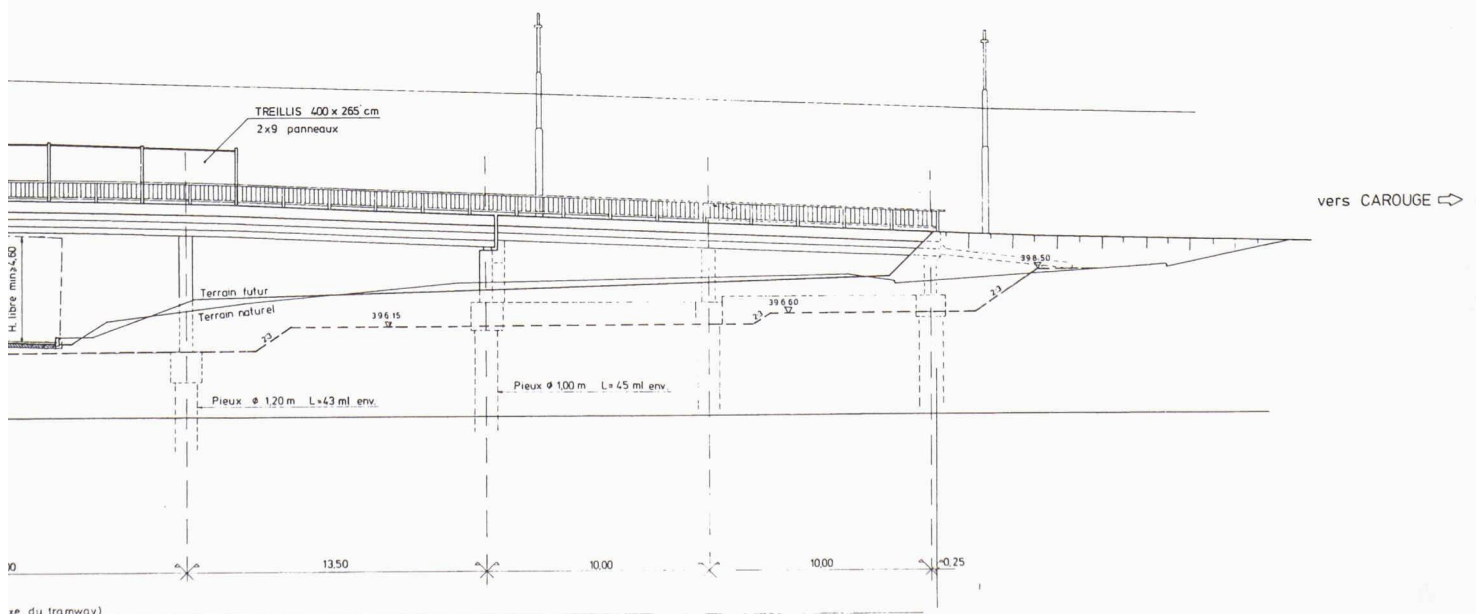 TREILLIS 400 x 265 cm
2x9 panneaux
vers CAROUGE
H. libre min≥4,60
Terrain futur
Terrain naturel
396.15
396.60
396.50
2:3
2:3
2:3
Pieux ϕ 1,20 m L=43 ml env.
Pieux ϕ 1,00 m L=45 ml env.
00
13.50
10.00
10.00
0.25
du tramway)